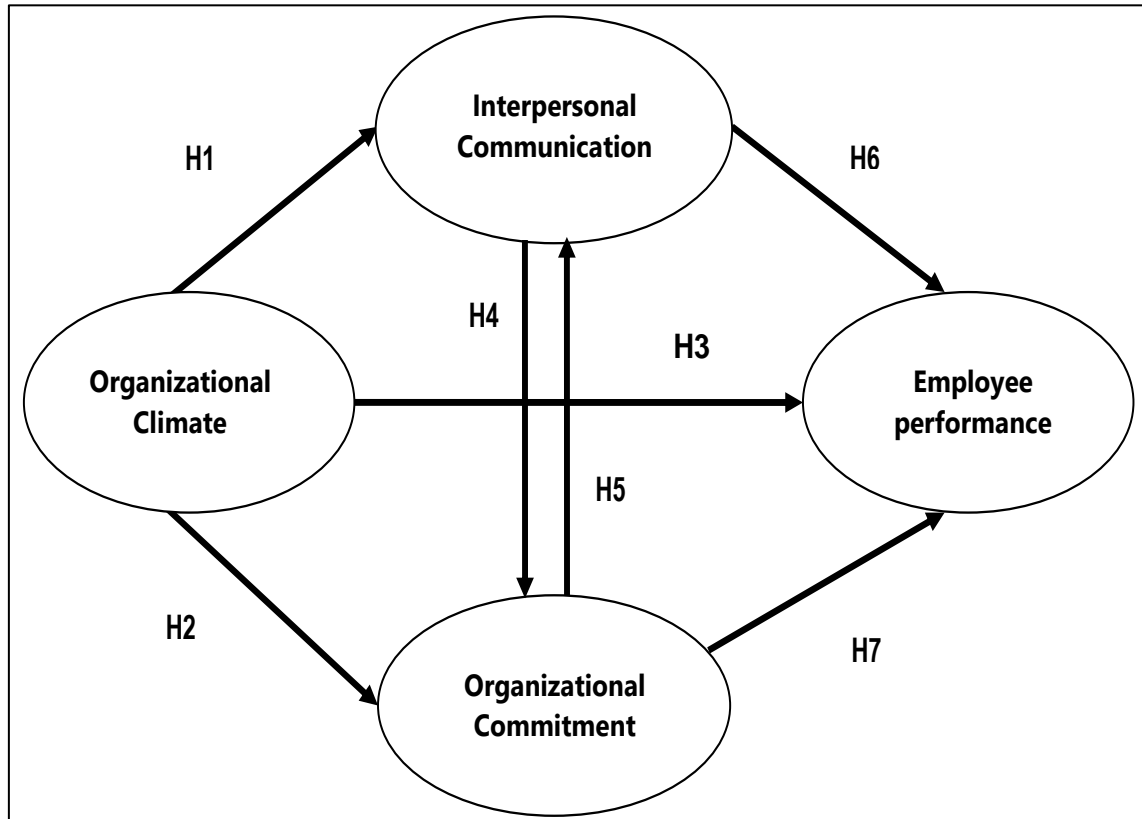 Interpersonal
Communication
H1
H6
H4
H3
Organizational
Climate
Employee
performance
H5
H2
H7
Organizational
Commitment